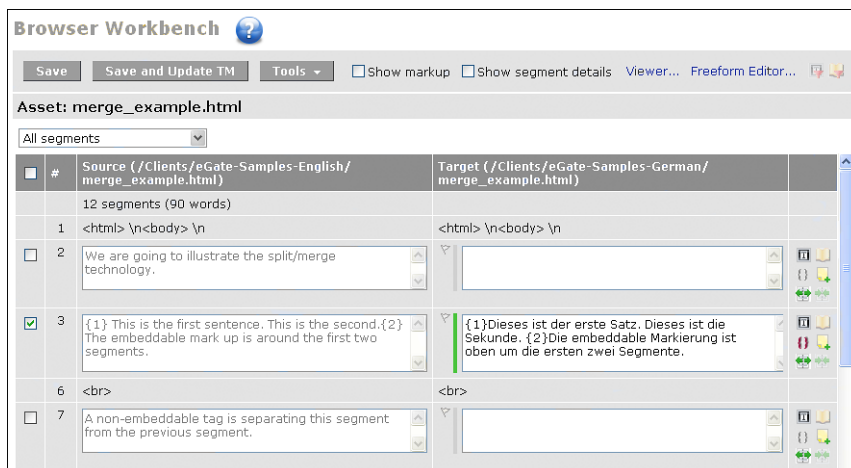 Browser Workbench ?
Save Save and Update TM Tools Show markup Show segment details Viewer... Freeform Editor...
Asset: merge_example.html
All segments
# Source (/Clients/eGate-Samples-English/ Target (/Clients/eGate-Samples-German/
merge_example.html) merge_example.html)
12 segments (90 words)
1 <html> \n<body> \n <html> \n<body> \n
2 We are going to illustrate the split/merge
technology.
3 {1} This is the first sentence. This is the second.{2} {1}Dieses ist der erste Satz. Dieses ist die
The embeddable mark up is around the first two Sekunde. {2}Die embeddable Markierung ist
segments. oben um die ersten zwei Segmente.
6 <br> <br>
7 A non-embeddable tag is separating this segment
from the previous segment.